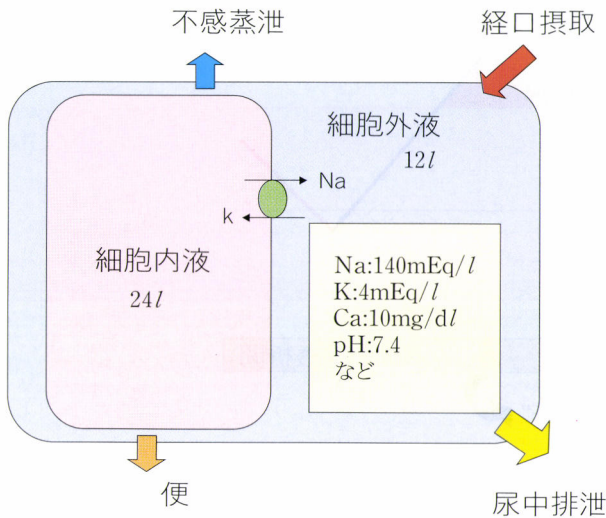 不感蒸泄
経口摂取
細胞外液
12l
Na
k
細胞内液
24l
Na:140mEq/l
K:4mEq/l
Ca:10mg/dl
pH:7.4
など
便
尿中排泄